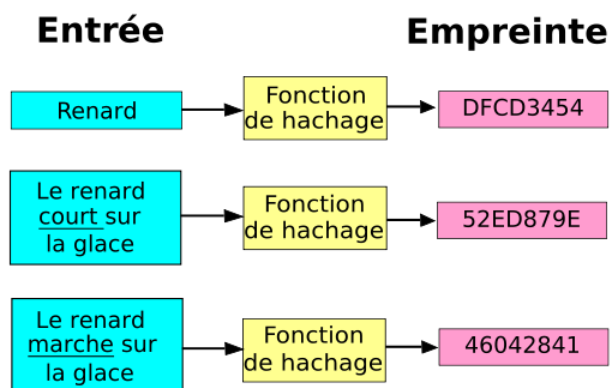 Entrée
Empreinte
Renard
Fonction
de hachage
DFCD3454
Le renard
court sur
la glace
Fonction
de hachage
52ED879E
Le renard
marche sur
la glace
Fonction
de hachage
46042841